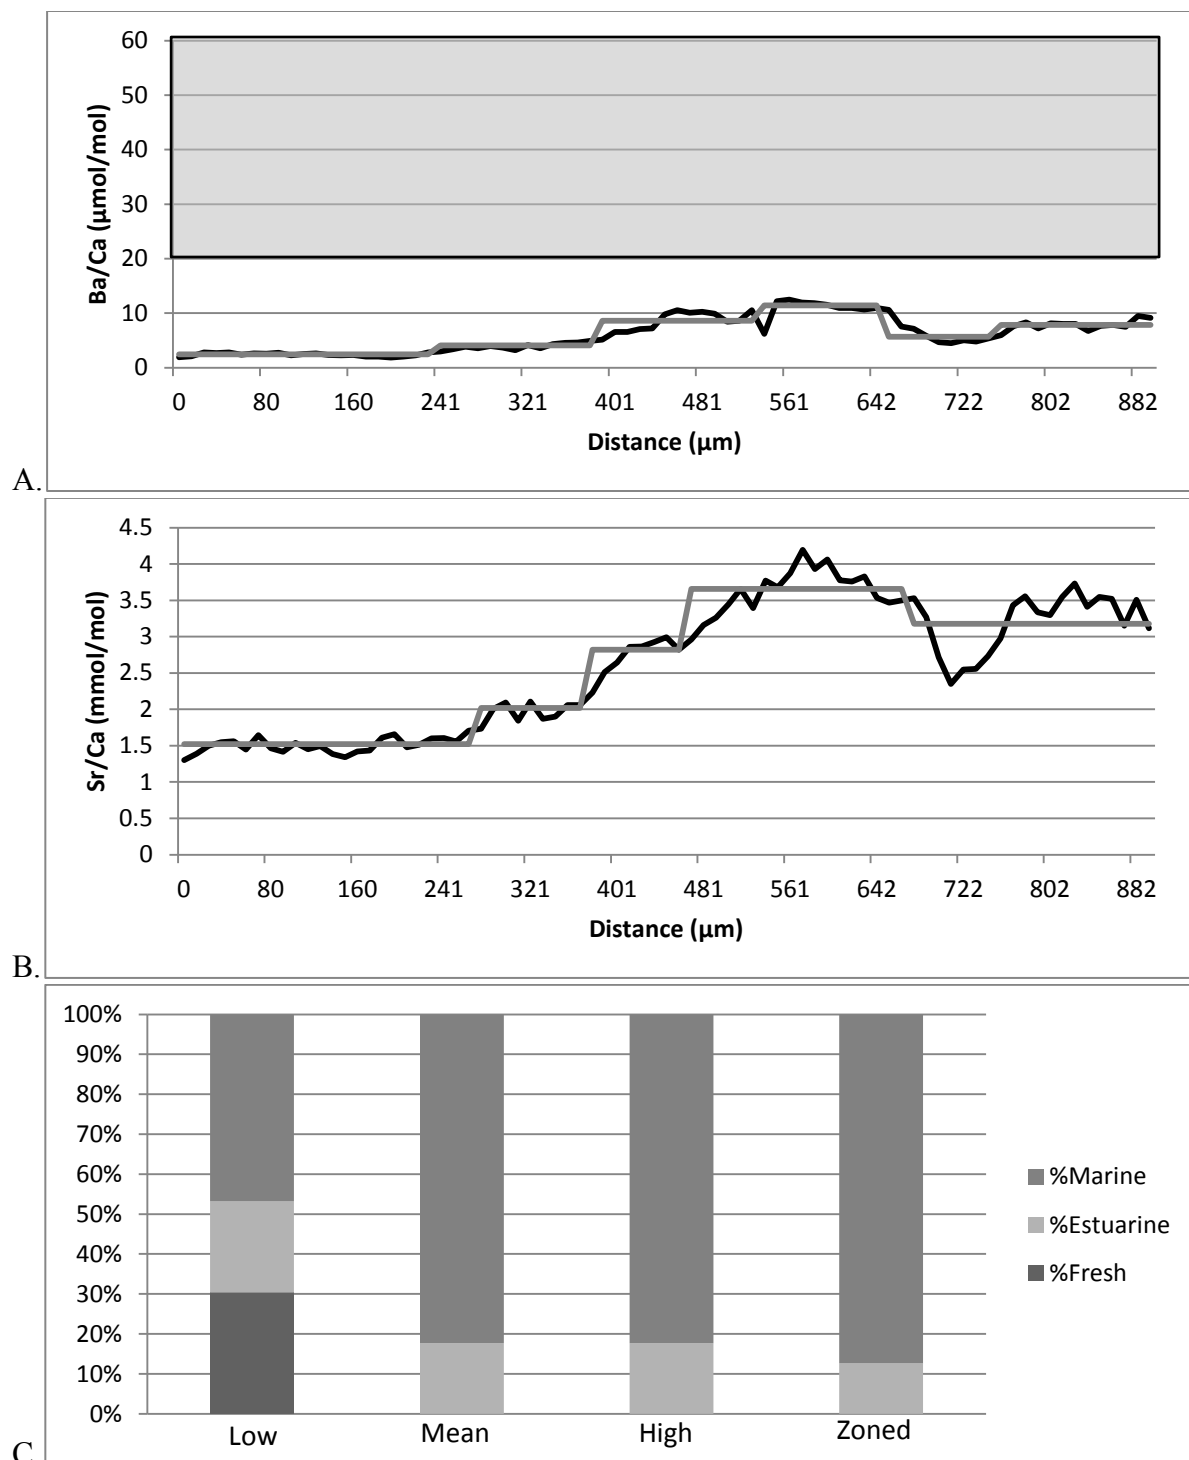 60
50
40
30
20
10
0
Ba/Ca (µmol/mol)
0 80 160 241 321 401 481 561 642 722 802 882
Distance (µm)
A.
4.5
4
3.5
3
2.5
2
1.5
1
0.5
0
Sr/Ca (mmol/mol)
0 80 160 241 321 401 481 561 642 722 802 882
Distance (µm)
B.
100%
90%
80%
70%
60%
50%
40%
30%
20%
10%
0%
Low Mean High Zoned
%Marine
%Estuarine
%Fresh
C